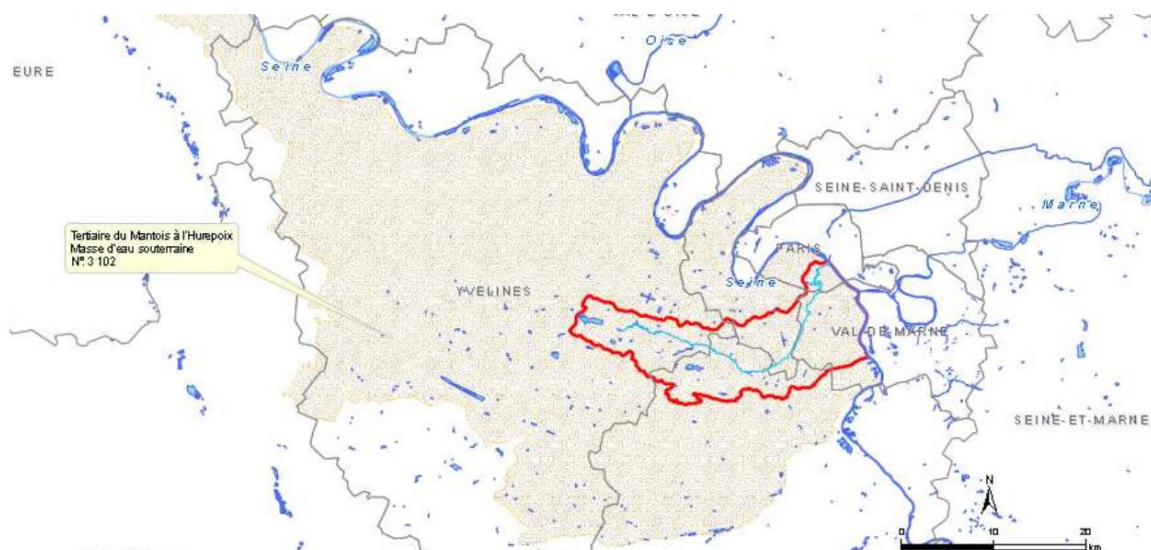 Oise
EURE
Seine
SEINE-SAINT-DENIS
Marne
Tertiaire du Mantois à l'Hurepoix
Masse d'eau souterraine
N°. 3 102
PARIS
Seine
YVELINES
VAL-DE-MARNE
SEINE-ET-MARNE
N
0 10 20
km